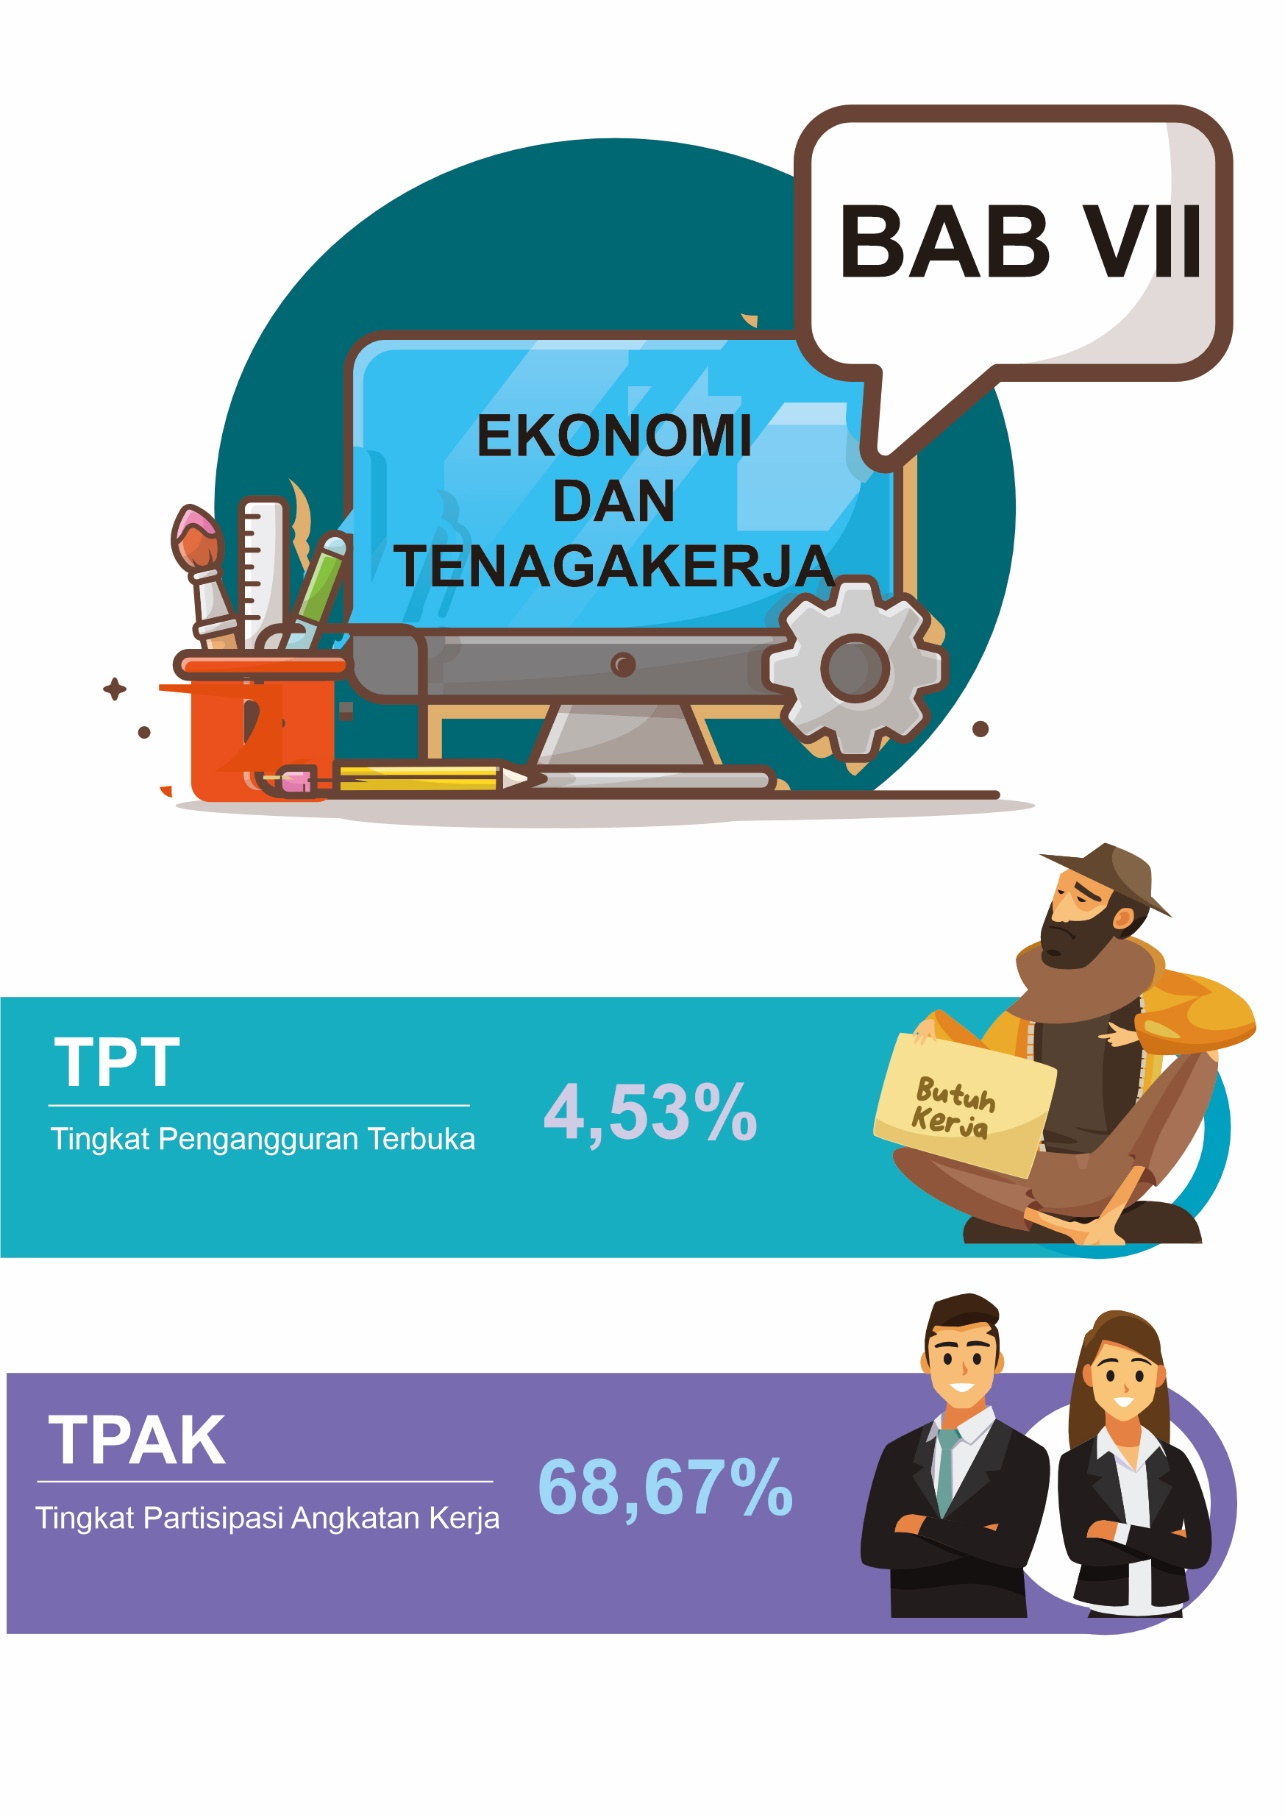 BAB VII
EKONOMI
DAN
TENAGAKERJA
TPT
Tingkat Pengangguran Terbuka
4,53%
Butuh
Kerja
TPAK
Tingkat Partisipasi Angkatan Kerja
68,67%